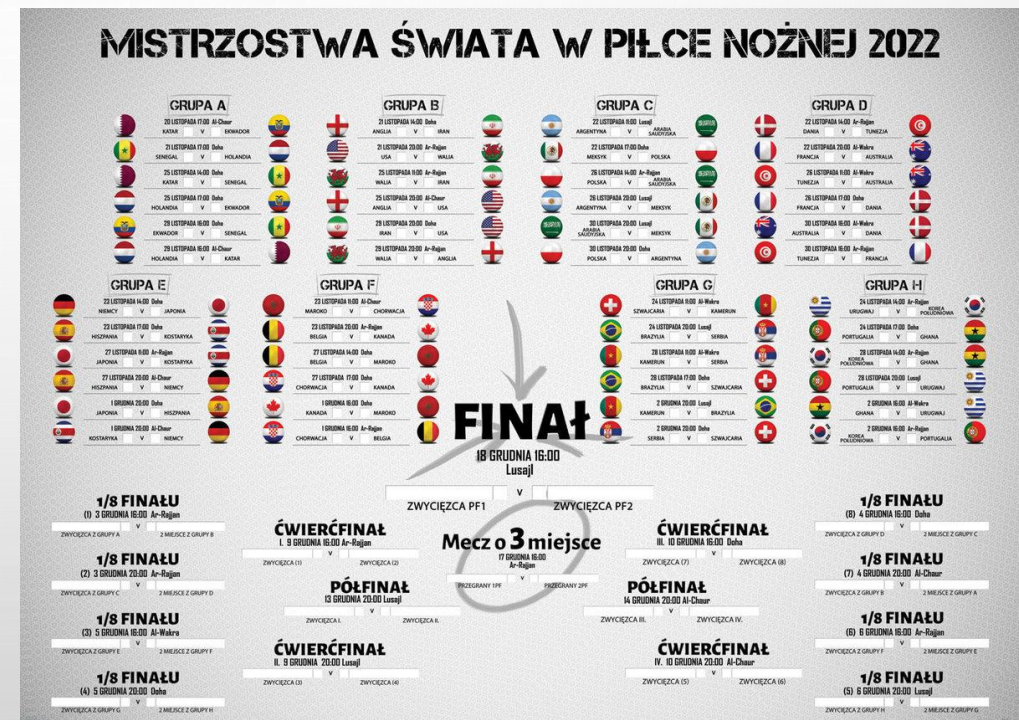 MISTRZOSTWA ŚWIATA W PIŁCE NOŻNEJ 2022
GRUPA A
20 LISTOPADA 17:00 Al-Chaur
KATAR V EKWADOR
21 LISTOPADA 17:00 Doha
SENEGAL V HOLANDIA
25 LISTOPADA 14:00 Doha
KATAR V SENEGAL
25 LISTOPADA 17:00 Doha
HOLANDIA V EKWADOR
29 LISTOPADA 16:00 Doha
EKWADOR V SENEGAL
29 LISTOPADA 16:00 Al-Chaur
HOLANDIA V KATAR
GRUPA B
21 LISTOPADA 14:00 Doha
ANGLIA V IRAN
21 LISTOPADA 20:00 Ar-Rajjan
USA V WALIA
25 LISTOPADA 11:00 Ar-Rajjan
WALIA V IRAN
25 LISTOPADA 20:00 Al-Chaur
ANGLIA V USA
29 LISTOPADA 20:00 Doha
IRAN V USA
29 LISTOPADA 20:00 Ar-Rajjan
WALIA V ANGLIA
GRUPA C
22 LISTOPADA 11:00 Lusajl
ARGENTYNA V ARABIA SAUDYJSKA
22 LISTOPADA 17:00 Doha
MEKSYK V POLSKA
26 LISTOPADA 14:00 Ar-Rajjan
POLSKA V ARABIA SAUDYJSKA
26 LISTOPADA 20:00 Lusajl
ARGENTYNA V MEKSYK
30 LISTOPADA 20:00 Lusajl
ARABIA SAUDYJSKA V MEKSYK
30 LISTOPADA 20:00 Doha
POLSKA V ARGENTYNA
GRUPA D
22 LISTOPADA 14:00 Ar-Rajjan
DANIA V TUNEZJA
22 LISTOPADA 20:00 Al-Wakra
FRANCJA V AUSTRALIA
26 LISTOPADA 11:00 Al-Wakra
TUNEZJA V AUSTRALIA
26 LISTOPADA 17:00 Doha
FRANCJA V DANIA
30 LISTOPADA 16:00 Al-Wakra
AUSTRALIA V DANIA
30 LISTOPADA 16:00 Ar-Rajjan
TUNEZJA V FRANCJA
GRUPA E
23 LISTOPADA 14:00 Doha
NIEMCY V JAPONIA
23 LISTOPADA 17:00 Doha
HISZPANIA V KOSTARYKA
27 LISTOPADA 11:00 Ar-Rajjan
JAPONIA V KOSTARYKA
27 LISTOPADA 20:00 Al-Chaur
HISZPANIA V NIEMCY
1 GRUDNIA 20:00 Doha
JAPONIA V HISZPANIA
1 GRUDNIA 20:00 Al-Chaur
KOSTARYKA V NIEMCY
GRUPA F
23 LISTOPADA 11:00 Al-Chaur
MAROKO V CHORWACJA
23 LISTOPADA 20:00 Ar-Rajjan
BELGIA V KANADA
27 LISTOPADA 14:00 Doha
BELGIA V MAROKO
27 LISTOPADA 17:00 Doha
CHORWACJA V KANADA
1 GRUDNIA 16:00 Doha
KANADA V MAROKO
1 GRUDNIA 16:00 Ar-Rajjan
CHORWACJA V BELGIA
GRUPA G
24 LISTOPADA 11:00 Al-Wakra
SZWAJCARIA V KAMERUN
24 LISTOPADA 20:00 Lusajl
BRAZYLIA V SERBIA
28 LISTOPADA 11:00 Al-Wakra
KAMERUN V SERBIA
28 LISTOPADA 17:00 Doha
BRAZYLIA V SZWAJCARIA
2 GRUDNIA 20:00 Lusajl
KAMERUN V BRAZYLIA
2 GRUDNIA 20:00 Doha
SERBIA V SZWAJCARIA
GRUPA H
24 LISTOPADA 14:00 Ar-Rajjan
URUGWAJ V KOREA POŁUDNIOWA
24 LISTOPADA 17:00 Doha
PORTUGALIA V GHANA
28 LISTOPADA 14:00 Ar-Rajjan
KOREA POŁUDNIOWA V GHANA
28 LISTOPADA 20:00 Lusajl
PORTUGALIA V URUGWAJ
2 GRUDNIA 16:00 Al-Wakra
GHANA V URUGWAJ
2 GRUDNIA 16:00 Ar-Rajjan
KOREA POŁUDNIOWA V PORTUGALIA
FINAŁ
18 GRUDNIA 16:00
Lusajl
V
ZWYCIĘZCA PF1 ZWYCIĘZCA PF2
Mecz o 3 miejsce
17 GRUDNIA 16:00
Ar-Rajjan
V
PRZEGRANY 1PF PRZEGRANY 2PF
1/8 FINAŁU
(1) 3 GRUDNIA 16:00 Ar-Rajjan
V
ZWYCIĘZCA Z GRUPY A 2 MIEJSCE Z GRUPY B
1/8 FINAŁU
(2) 3 GRUDNIA 20:00 Ar-Rajjan
V
ZWYCIĘZCA Z GRUPY C 2 MIEJSCE Z GRUPY D
1/8 FINAŁU
(3) 5 GRUDNIA 16:00 Al-Wakra
V
ZWYCIĘZCA Z GRUPY E 2 MIEJSCE Z GRUPY F
1/8 FINAŁU
(4) 5 GRUDNIA 20:00 Doha
V
ZWYCIĘZCA Z GRUPY G 2 MIEJSCE Z GRUPY H
ĆWIERĆFINAŁ
I. 9 GRUDNIA 16:00 Ar-Rajjan
V
ZWYCIĘZCA (1) ZWYCIĘZCA (2)
PÓŁFINAŁ
13 GRUDNIA 20:00 Lusajl
V
ZWYCIĘZCA I. ZWYCIĘZCA II.
ĆWIERĆFINAŁ
II. 9 GRUDNIA 20:00 Lusajl
V
ZWYCIĘZCA (3) ZWYCIĘZCA (4)
ĆWIERĆFINAŁ
III. 10 GRUDNIA 16:00 Doha
V
ZWYCIĘZCA (7) ZWYCIĘZCA (8)
PÓŁFINAŁ
14 GRUDNIA 20:00 Al-Chaur
V
ZWYCIĘZCA III. ZWYCIĘZCA IV.
ĆWIERĆFINAŁ
IV. 10 GRUDNIA 20:00 Al-Chaur
V
ZWYCIĘZCA (5) ZWYCIĘZCA (6)
1/8 FINAŁU
(8) 4 GRUDNIA 16:00 Doha
V
ZWYCIĘZCA Z GRUPY D 2 MIEJSCE Z GRUPY C
1/8 FINAŁU
(7) 4 GRUDNIA 20:00 Al-Chaur
V
ZWYCIĘZCA Z GRUPY B 2 MIEJSCE Z GRUPY A
1/8 FINAŁU
(6) 6 GRUDNIA 16:00 Ar-Rajjan
V
ZWYCIĘZCA Z GRUPY F 2 MIEJSCE Z GRUPY E
1/8 FINAŁU
(5) 6 GRUDNIA 20:00 Lusajl
V
ZWYCIĘZCA Z GRUPY H 2 MIEJSCE Z GRUPY G